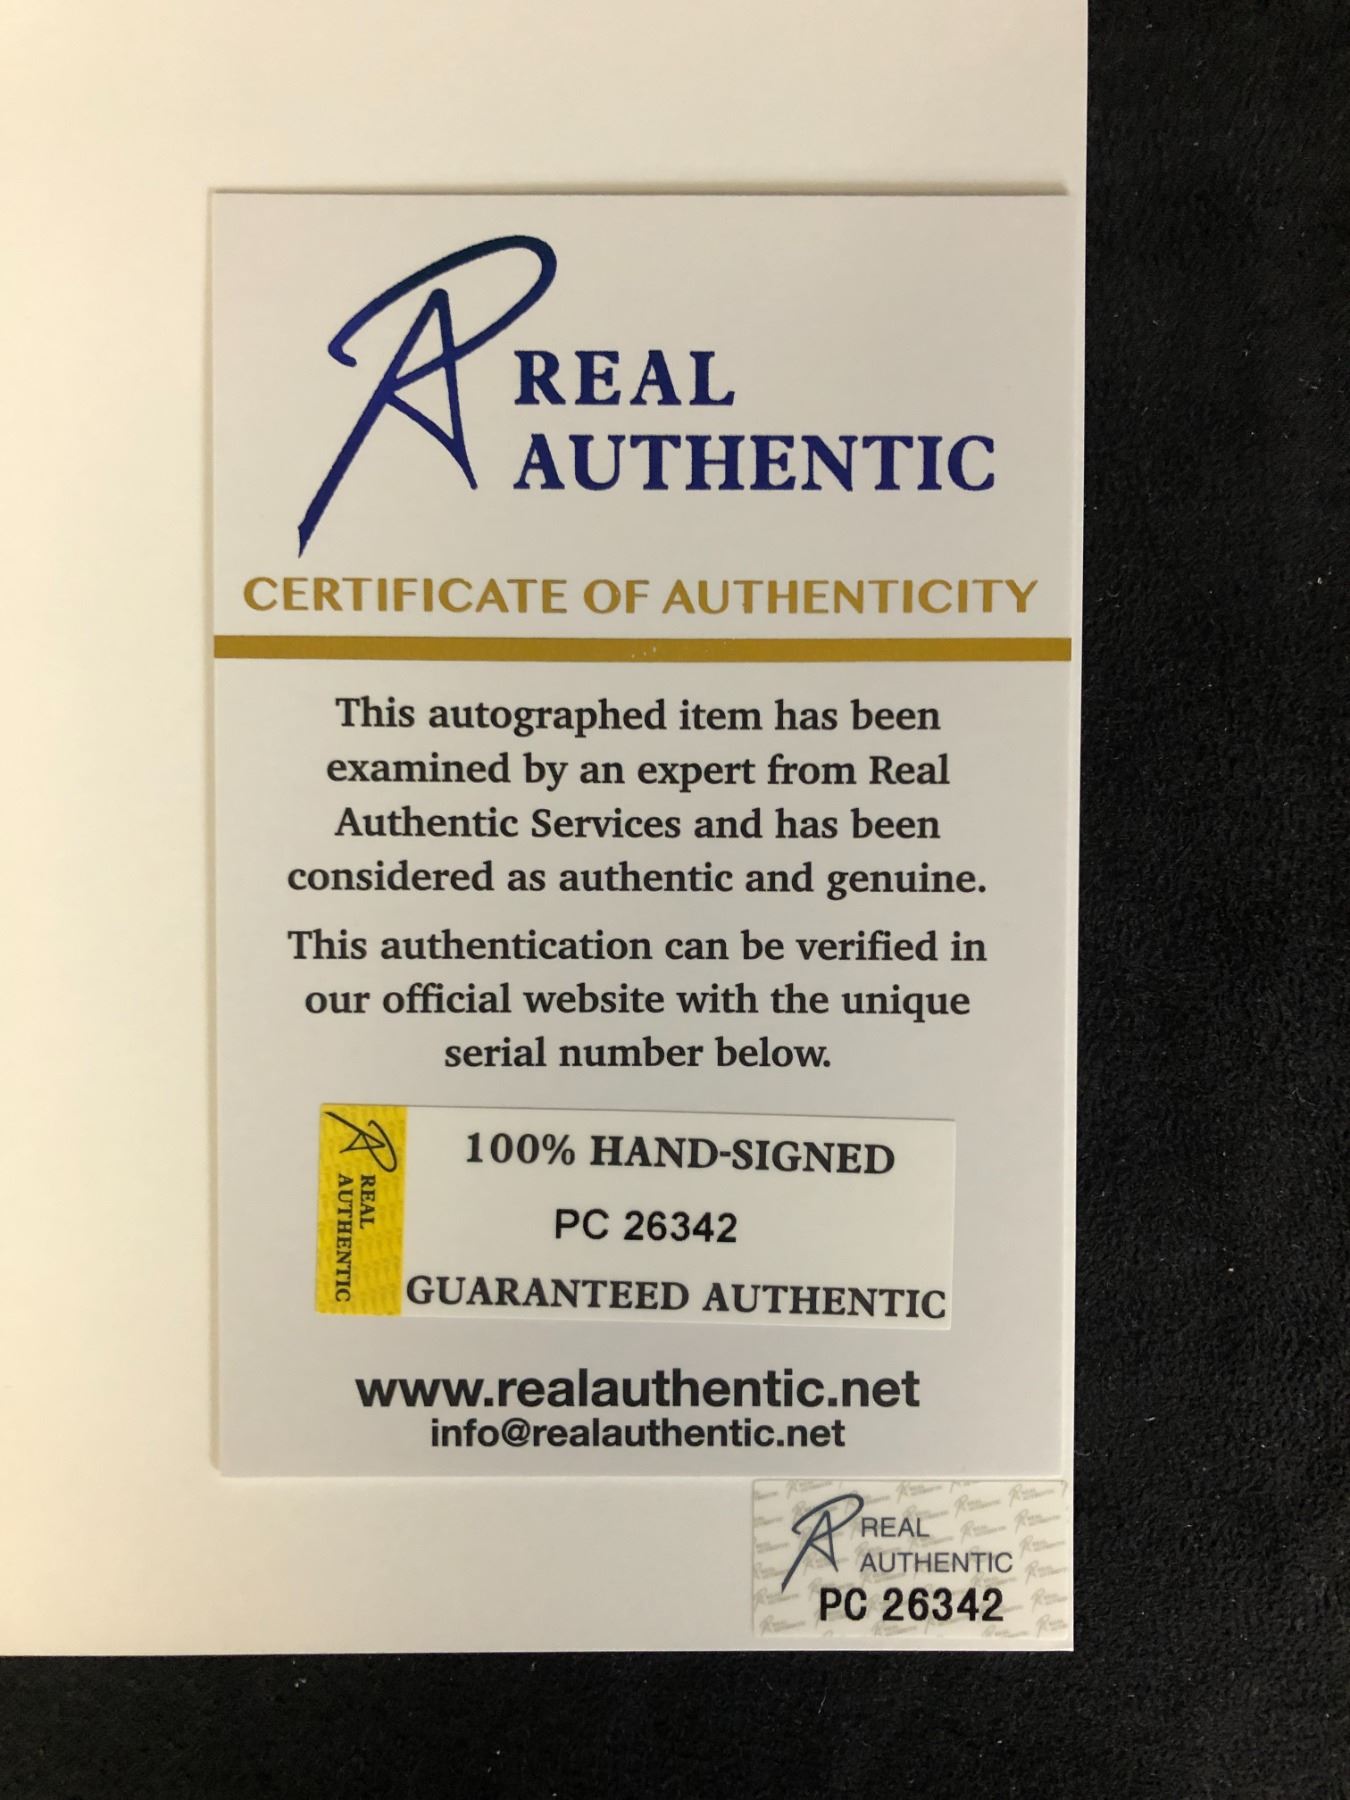 REAL
AUTHENTIC
CERTIFICATE OF AUTHENTICITY
This autographed item has been
examined by an expert from Real
Authentic Services and has been
considered as authentic and genuine.
This authentication can be verified in
our official website with the unique
serial number below.
REAL
AUTHENTIC
100% HAND-SIGNED
PC 26342
GUARANTEED AUTHENTIC
www.realauthentic.net
info@realauthentic.net
REAL
AUTHENTIC
PC 26342